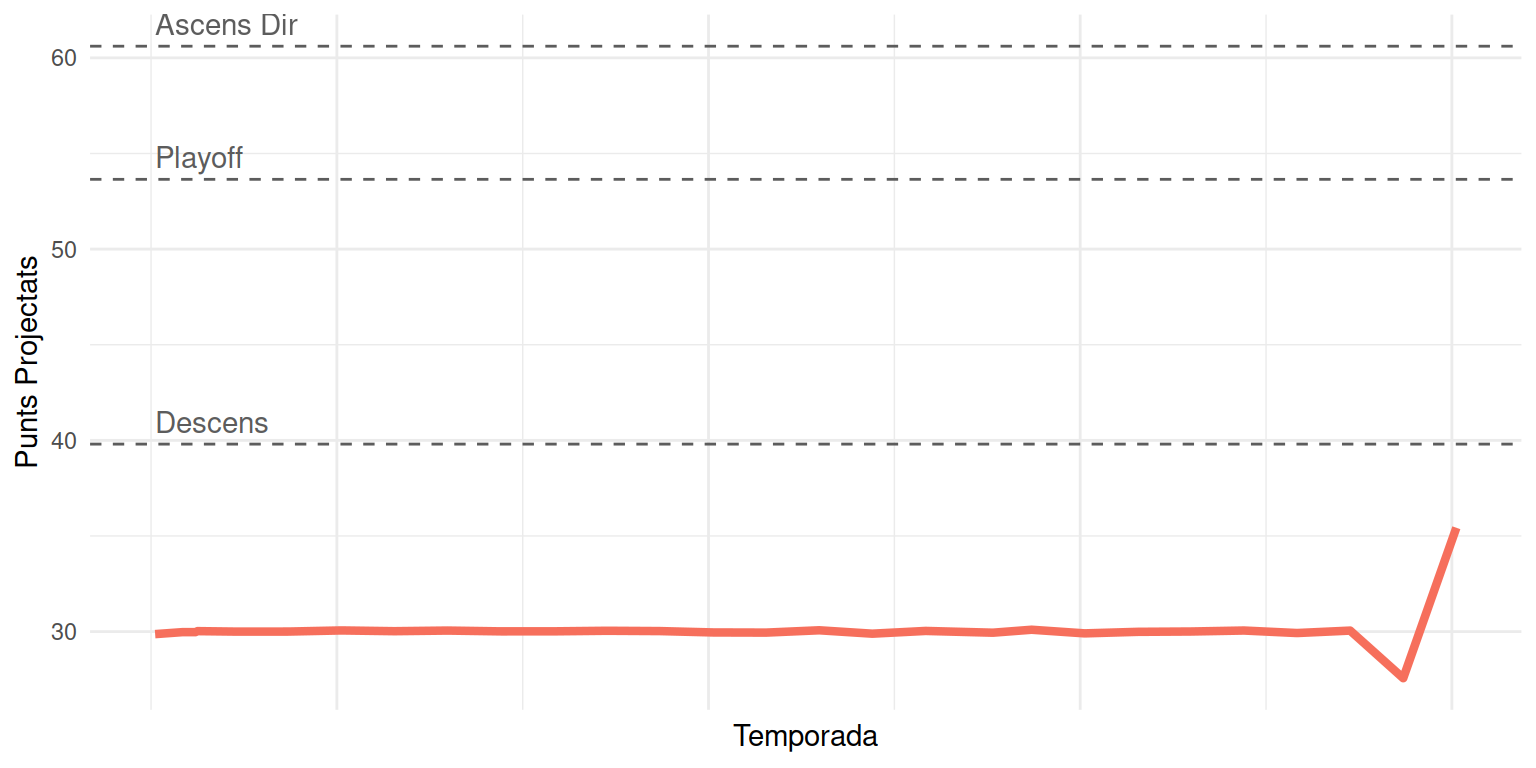 Ascens Dir
60
Playoff
50
Punts Projectats
Descens
40
30
Temporada